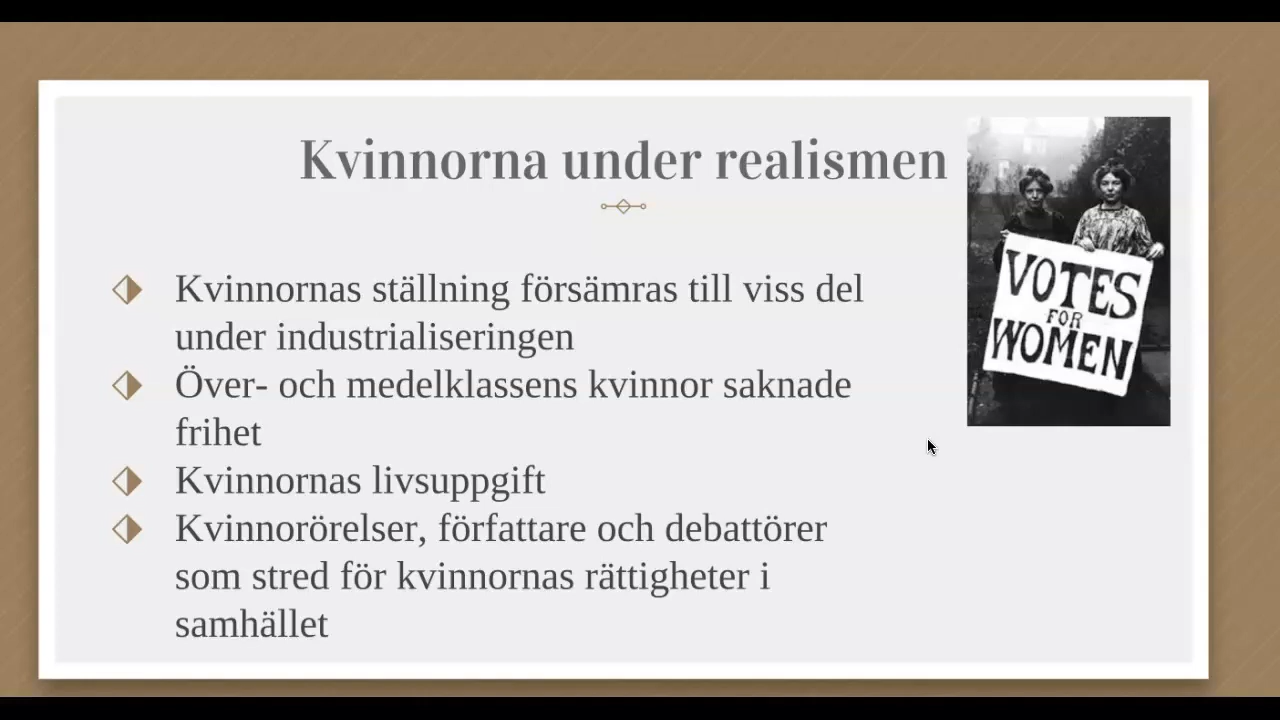 Kvinnorna under realismen
Kvinnornas ställning försämras till viss del
under industrialiseringen
Över- och medelklassens kvinnor saknade
frihet
Kvinnornas livsuppgift
Kvinnorörelser, författare och debattörer
som stred för kvinnornas rättigheter i
samhället
VOTES
FOR
WOMEN